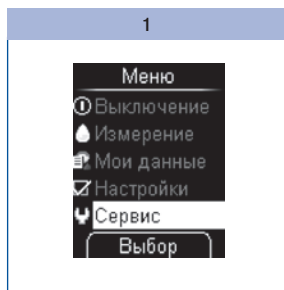 1
Меню
Выключение
Измерение
Мои данные
Настройки
Сервис
Выбор